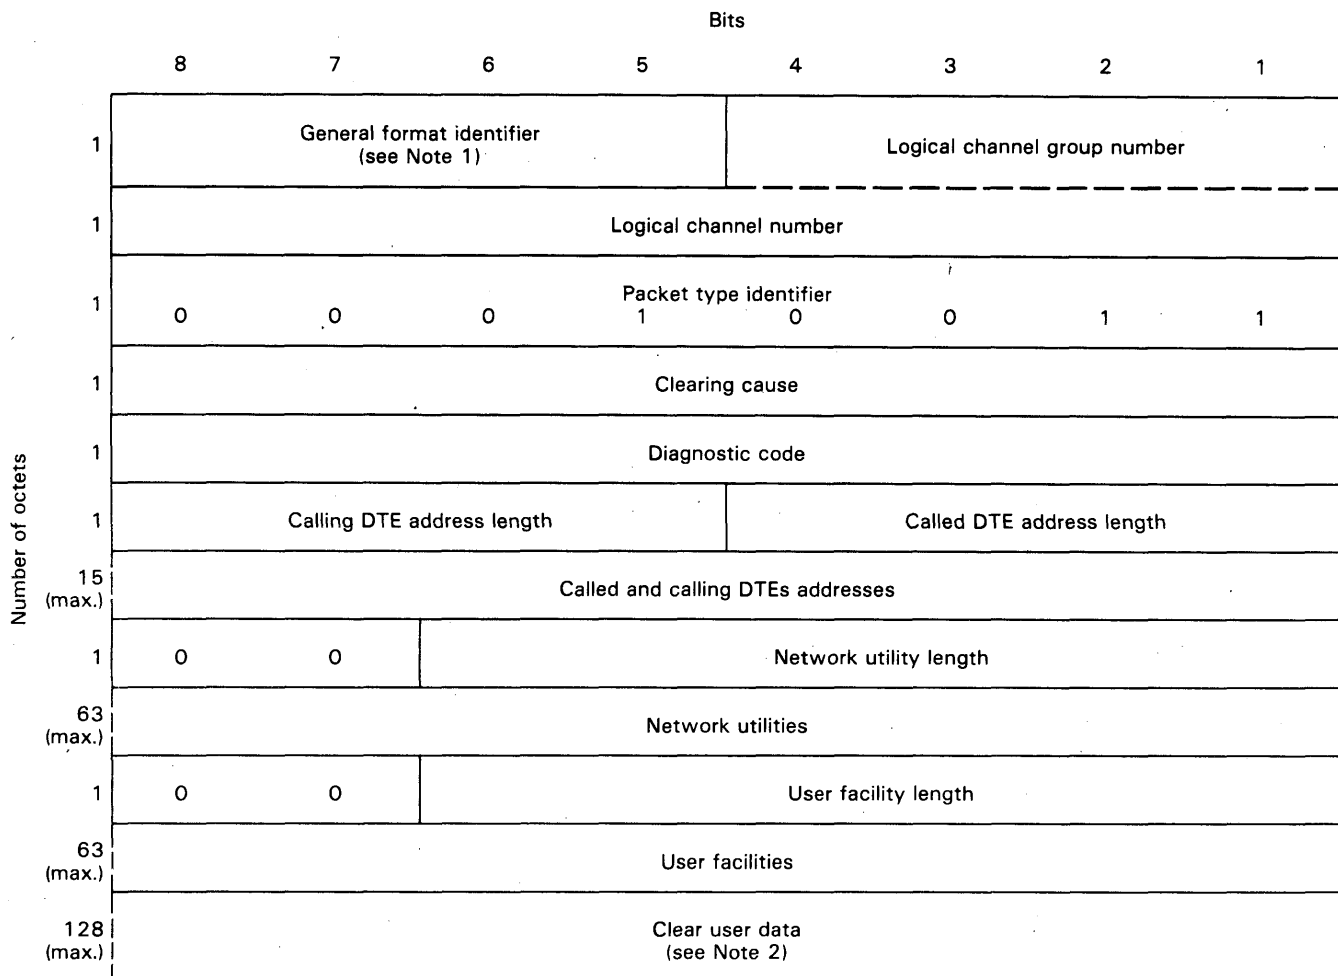 Bits
8 7 6 5 4 3 2 1
1 General format identifier (see Note 1) Logical channel group number
1 Logical channel number
Packet type identifier
1 0 0 0 1 0 0 1 1
1 Clearing cause
1 Diagnostic code
1 Calling DTE address length Called DTE address length
15 (max.) Called and calling DTEs addresses
1 0 0 Network utility length
63 (max.) Network utilities
1 0 0 User facility length
63 (max.) User facilities
128 (max.) Clear user data (see Note 2)
Number of octets